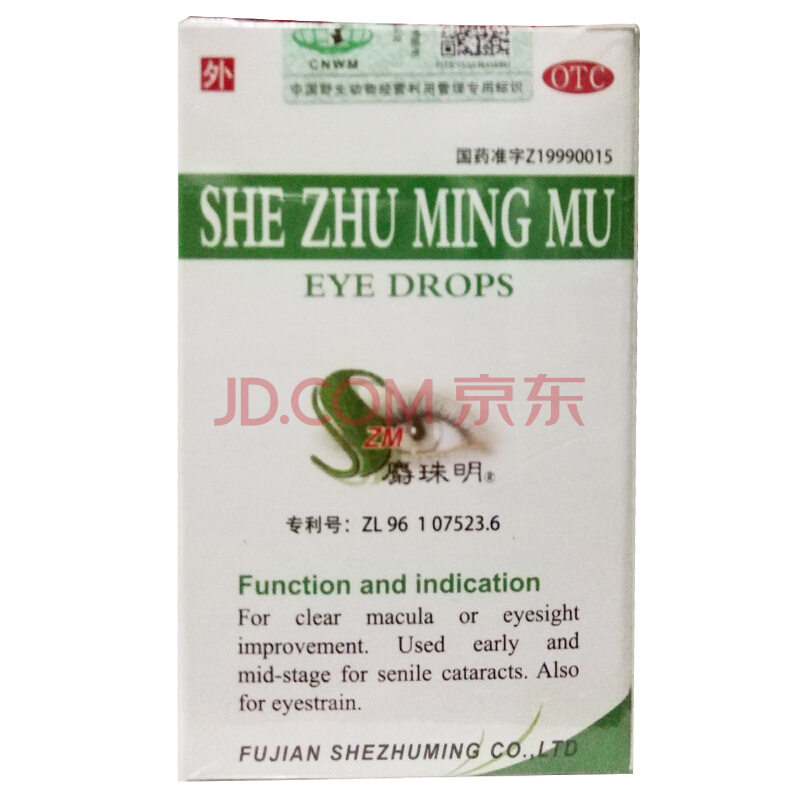 外
CNWM
中国野生动物经营利用管理专用标识
OTC
国药准字Z19990015
SHE ZHU MING MU
EYE DROPS
JD.COM 京东
ZM
麝珠明®
专利号：ZL 96 1 07523.6
Function and indication
For clear macula or eyesight
improvement. Used early and
mid-stage for senile cataracts. Also
for eyestrain.
FUJIAN SHEZHUMING CO.,LTD